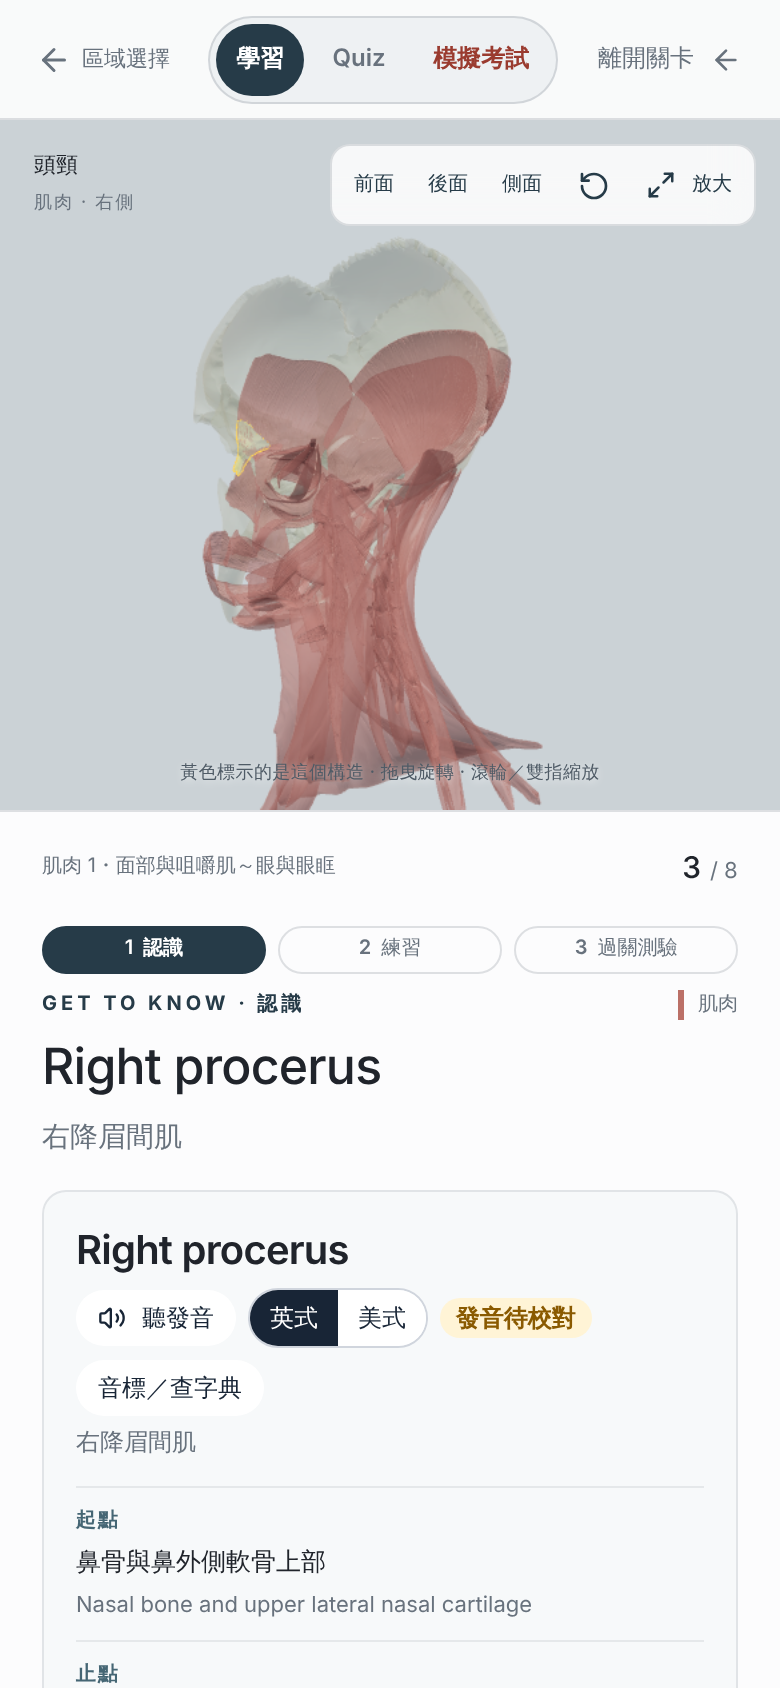 區域選擇
學習
Quiz
模擬考試
離開關卡
頭頸
肌肉 · 右側
前面
後面
側面
放大
黃色標示的是這個構造 · 拖曳旋轉 · 滾輪／雙指縮放
肌肉 1 · 面部與咀嚼肌～眼與眼眶
3 / 8
1 認識
2 練習
3 過關測驗
GET TO KNOW · 認識
肌肉
Right procerus
右降眉間肌
Right procerus
聽發音
英式
美式
發音待校對
音標／查字典
右降眉間肌
起點
鼻骨與鼻外側軟骨上部
Nasal bone and upper lateral nasal cartilage
止點